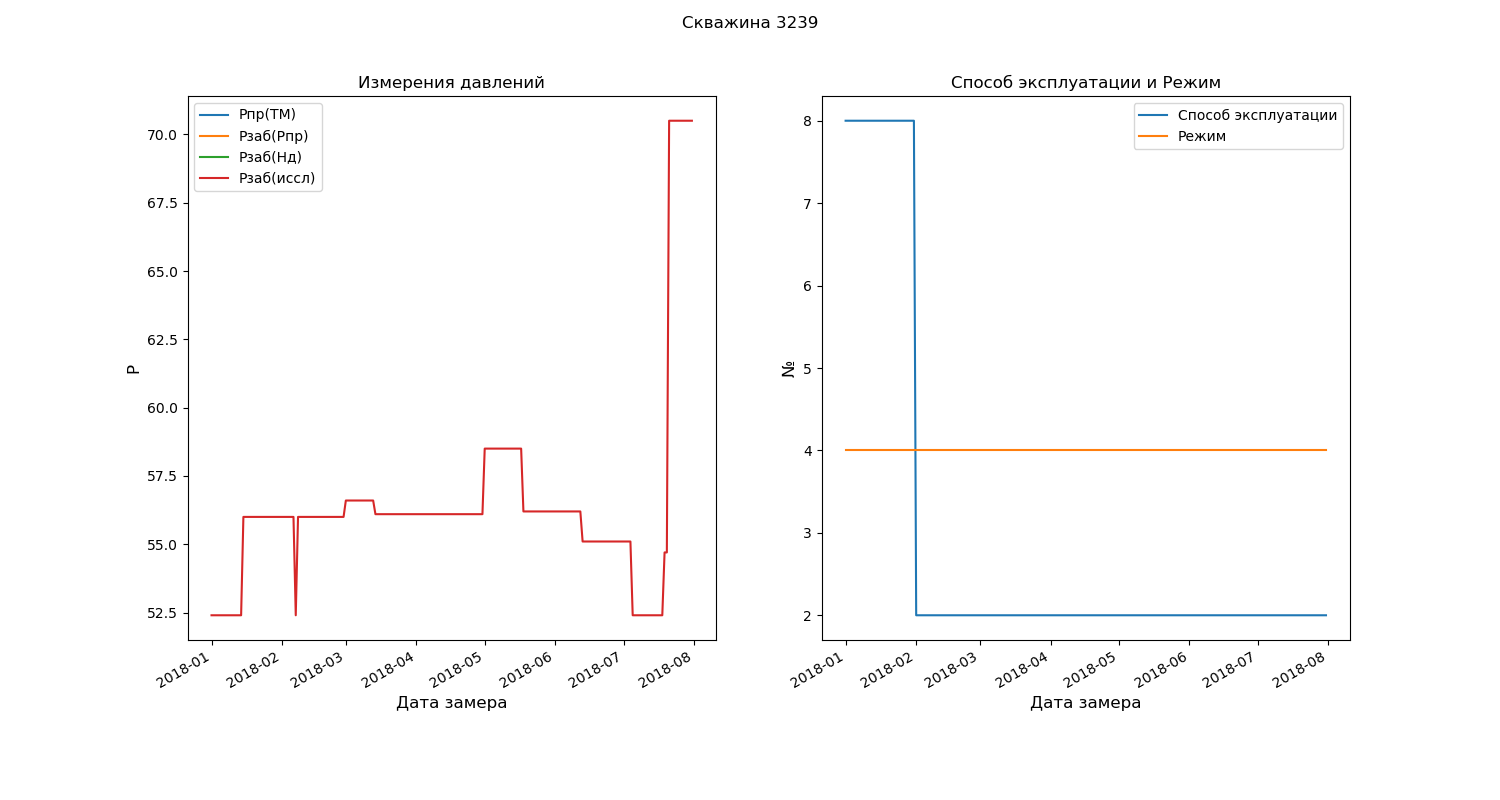 Скважина 3239
Измерения давлений
Рпр(ТМ)
Рзаб(Рпр)
Рзаб(Нд)
Рзаб(иссл)
70.0
67.5
65.0
62.5
60.0
57.5
55.0
52.5
Р
2018-01
2018-02
2018-03
2018-04
2018-05
2018-06
2018-07
2018-08
Дата замера
Способ эксплуатации и Режим
Способ эксплуатации
Режим
8
7
6
5
4
3
2
№
2018-01
2018-02
2018-03
2018-04
2018-05
2018-06
2018-07
2018-08
Дата замера